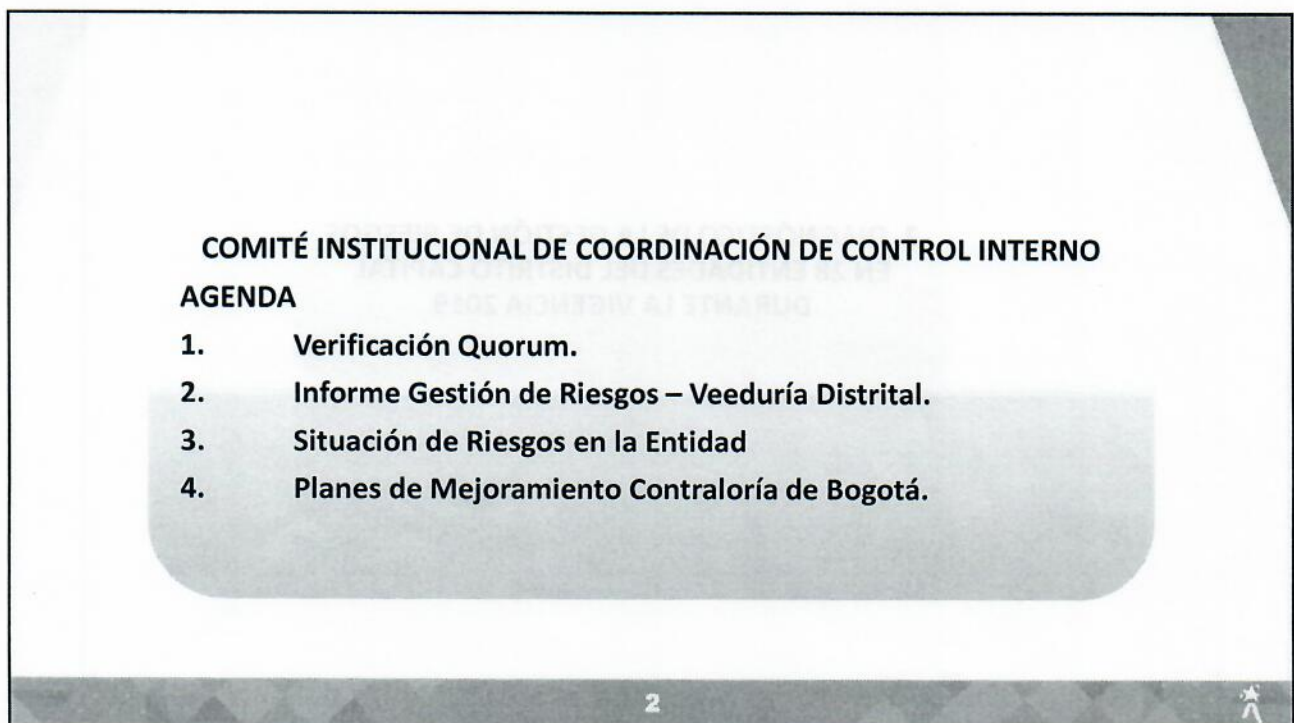 COMITÉ INSTITUCIONAL DE COORDINACIÓN DE CONTROL INTERNO
AGENDA
1. Verificación Quorum.
2. Informe Gestión de Riesgos – Veeduría Distrital.
3. Situación de Riesgos en la Entidad
4. Planes de Mejoramiento Contraloría de Bogotá.
2